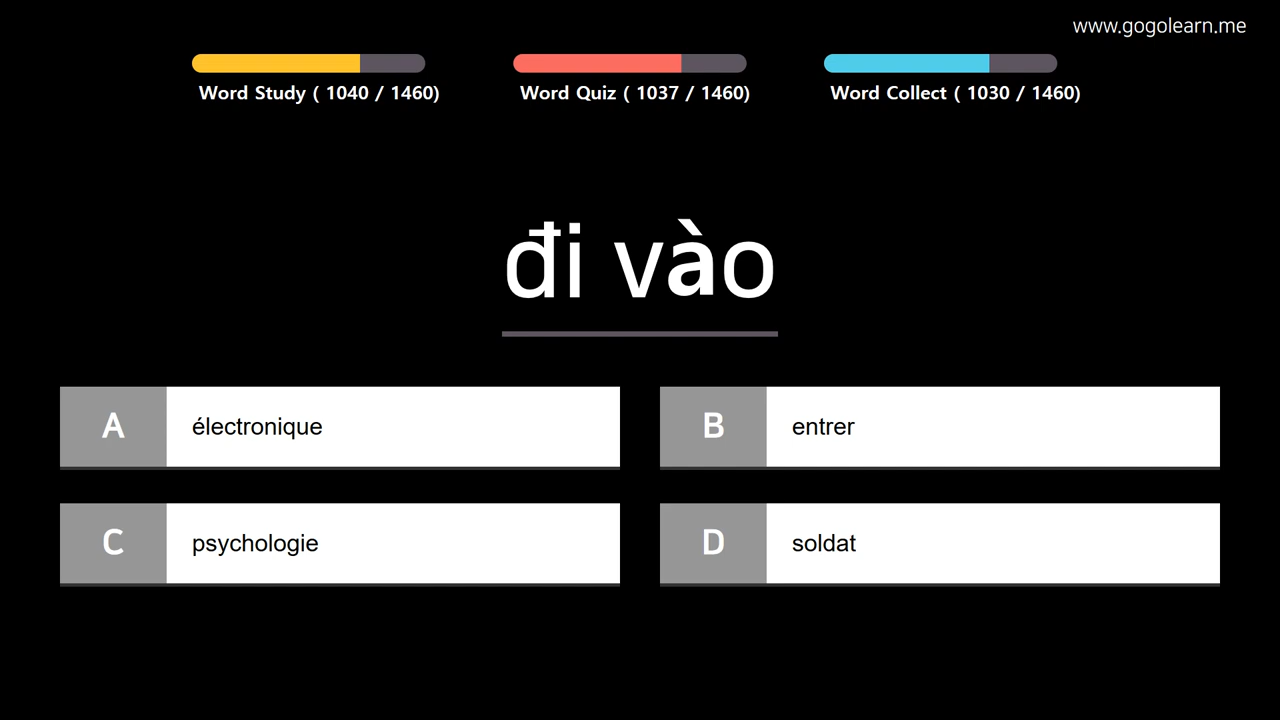 www.gogolearn.me
Word Study ( 1040 / 1460)
Word Quiz ( 1037 / 1460)
Word Collect ( 1030 / 1460)
đi vào
A électronique
B entrer
C psychologie
D soldat